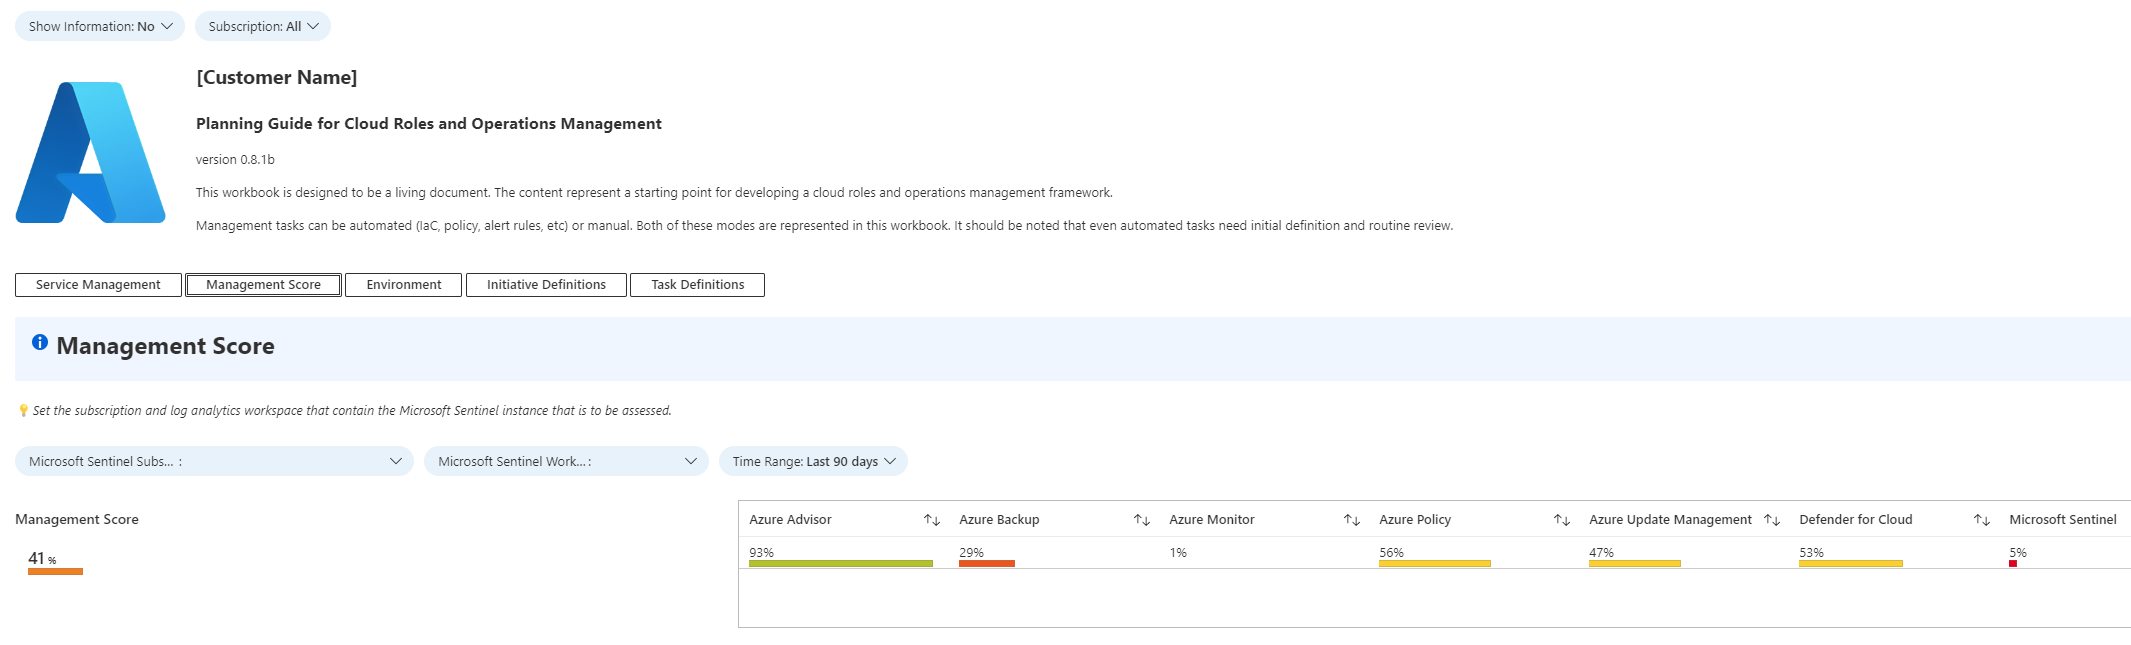 Show Information: No
Subscription: All
[Customer Name]
Planning Guide for Cloud Roles and Operations Management
version 0.8.1b
This workbook is designed to be a living document. The content represent a starting point for developing a cloud roles and operations management framework.
Management tasks can be automated (IaC, policy, alert rules, etc) or manual. Both of these modes are represented in this workbook. It should be noted that even automated tasks need initial definition and routine review.
Service Management
Management Score
Environment
Initiative Definitions
Task Definitions
Management Score
Set the subscription and log analytics workspace that contain the Microsoft Sentinel instance that is to be assessed.
Microsoft Sentinel Subs... :
Microsoft Sentinel Work... :
Time Range: Last 90 days
Management Score
41 %
Azure Advisor
Azure Backup
Azure Monitor
Azure Policy
Azure Update Management
Defender for Cloud
Microsoft Sentinel
93%
29%
1%
56%
47%
53%
5%